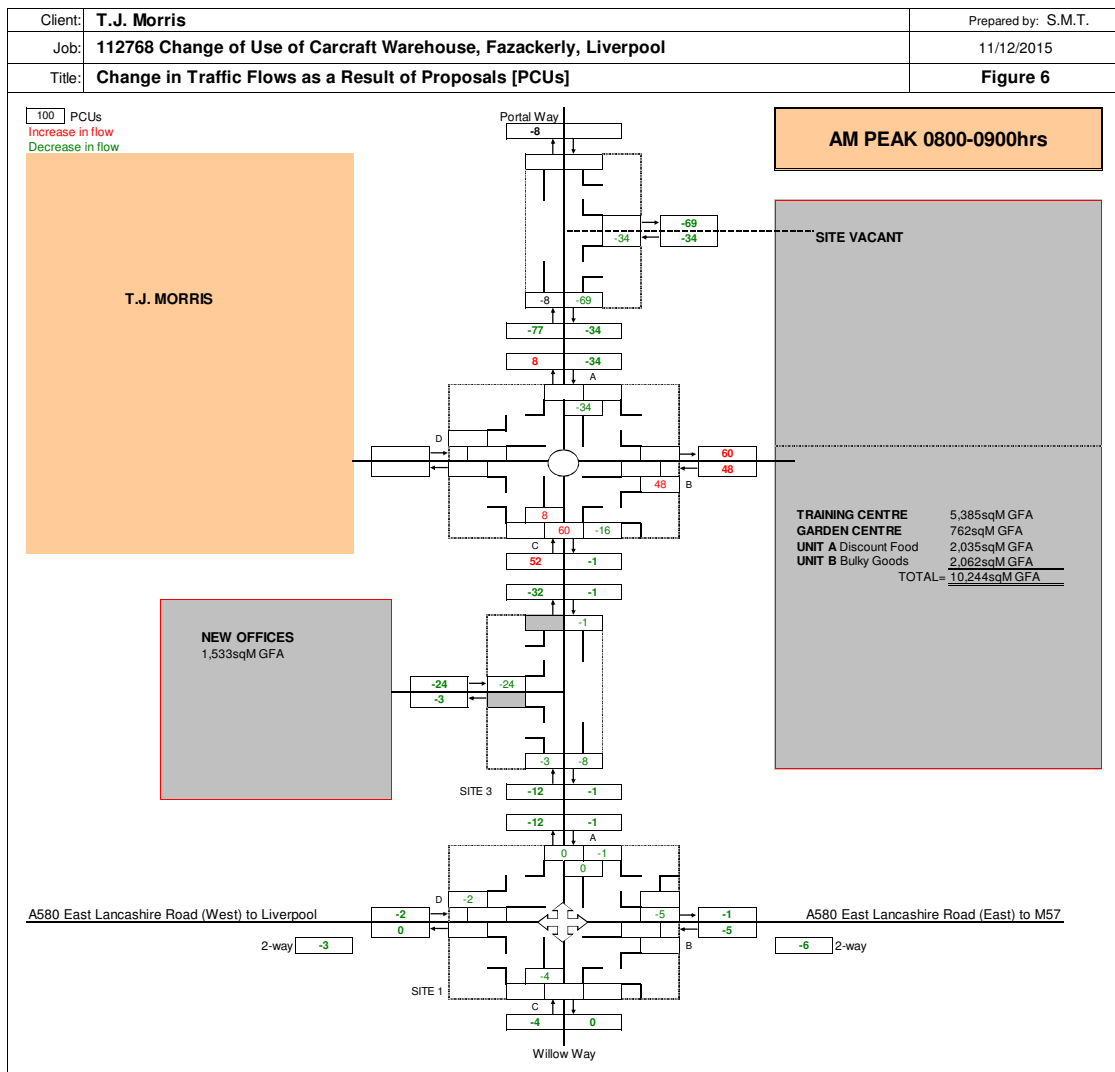 Client: T.J. Morris Prepared by: S.M.T.
Job: 112768 Change of Use of Carcraft Warehouse, Fazackerly, Liverpool 11/12/2015
Title: Change in Traffic Flows as a Result of Proposals [PCUs] Figure 6
100 PCUs
Increase in flow
Decrease in flow
Portal Way
-8
AM PEAK 0800-0900hrs
-69
-34 -34
SITE VACANT
T.J. MORRIS
-8 -69
-77 -34
8 -34
A
-34
D
60
48
48 B
8
60 -16
C
52 -1
TRAINING CENTRE 5,385sqM GFA
GARDEN CENTRE 762sqM GFA
UNIT A Discount Food 2,035sqM GFA
UNIT B Bulky Goods 2,062sqM GFA
TOTAL= 10,244sqM GFA
-32 -1
-1
NEW OFFICES
1,533sqM GFA
-24 -24
-3
-3 -8
SITE 3 -12 -1
-12 -1
A
0 -1
0
D -2
A580 East Lancashire Road (West) to Liverpool -2 -5 -1 A580 East Lancashire Road (East) to M57
0 -5
2-way -3 B -6 2-way
-4
SITE 1
C
-4 0
Willow Way